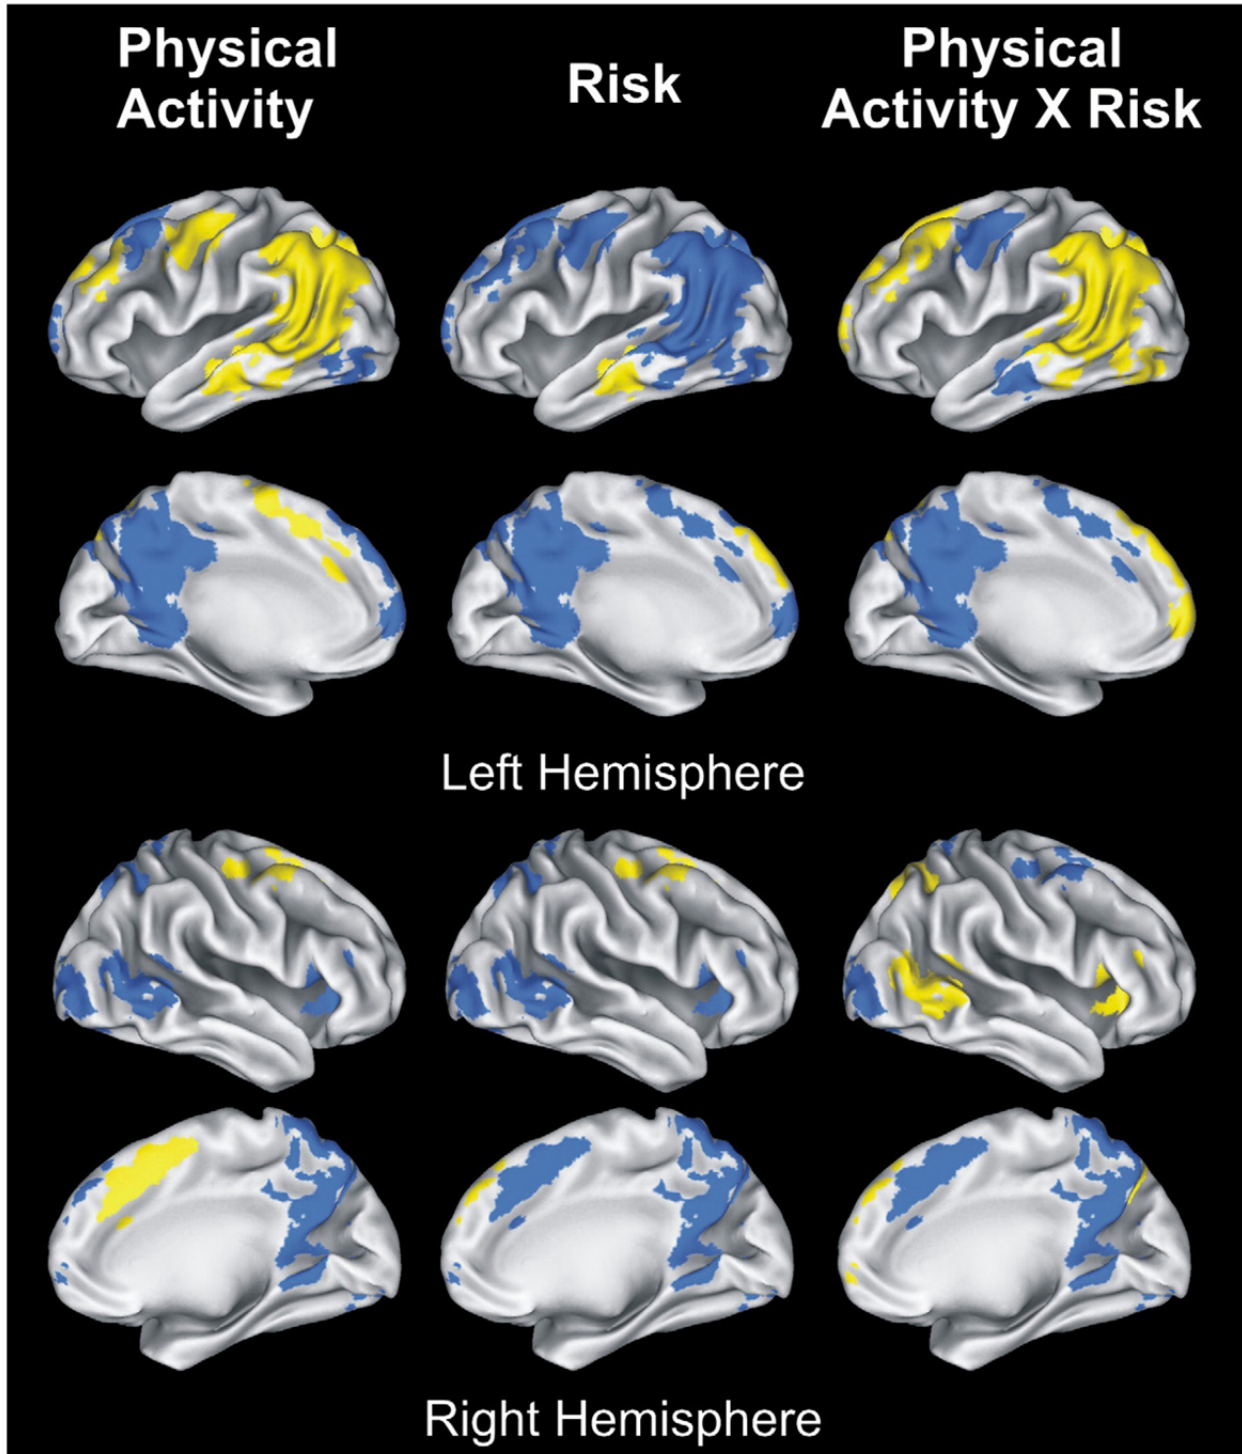 Physical
Activity
Risk
Physical
Activity X Risk
Left Hemisphere
Right Hemisphere